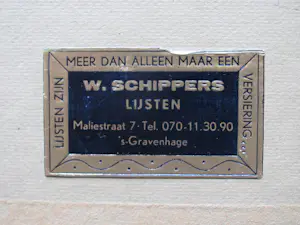 LIJSTEN ZIJN
MEER DAN ALLEEN MAAR EEN
VERSIERING
W. SCHIPPERS
LIJSTEN
Maliestraat 7 · Tel. 070-11.30.90
's-Gravenhage